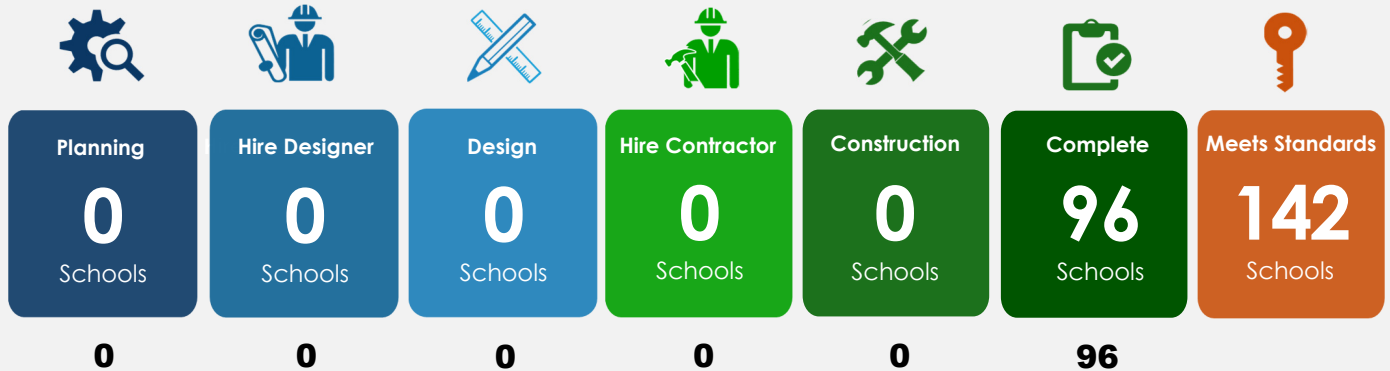 Planning
0
Schools
Hire Designer
0
Schools
Design
0
Schools
Hire Contractor
0
Schools
Construction
0
Schools
Complete
96
Schools
Meets Standards
142
Schools
0
0
0
0
0
96